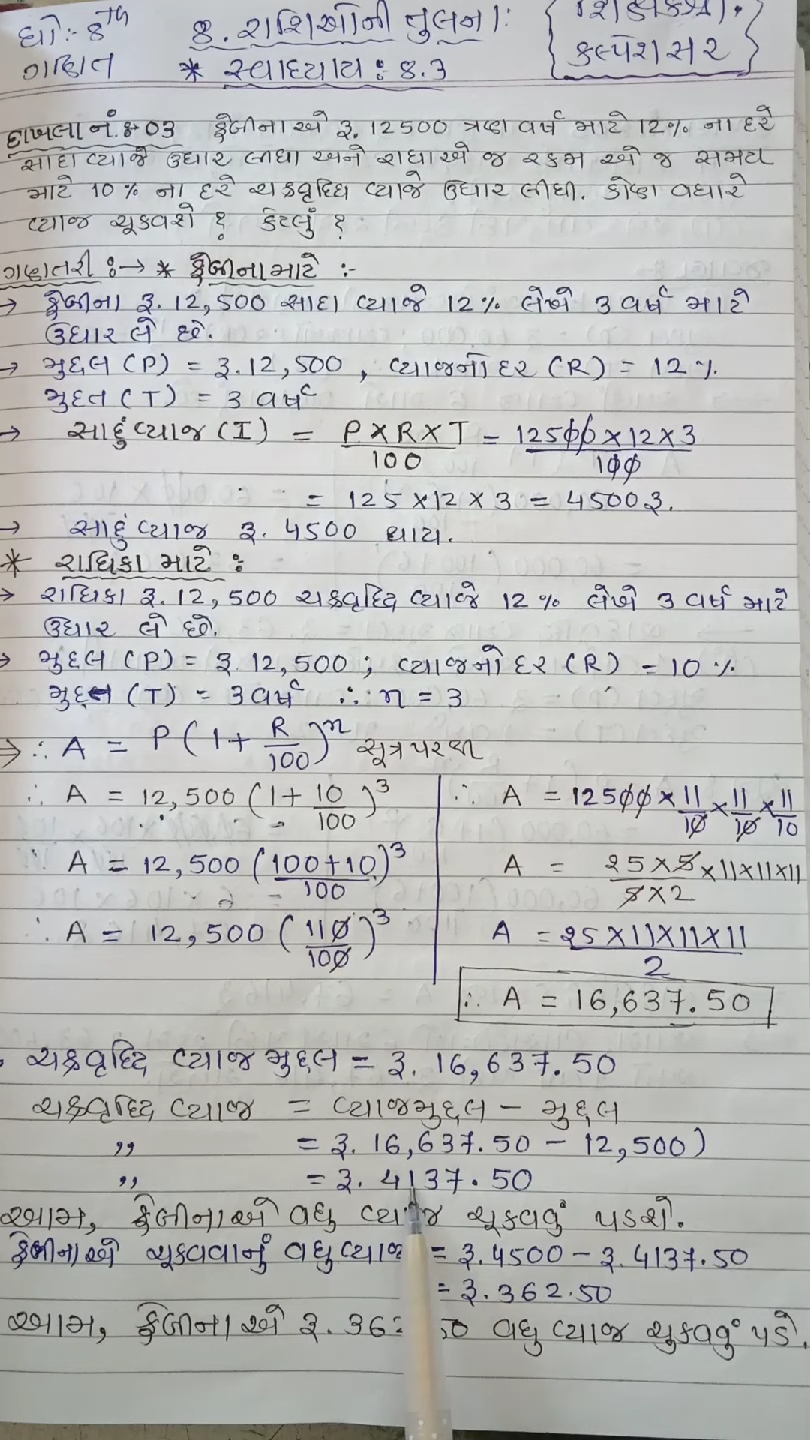 ધો:- 8th 8. રાશિઓની તુલના: { શિક્ષકશ્રી.
ગણિત * સ્વાધ્યાય : 8.3 કલ્પેશ સર }
દાખલા નં. 8.03 ફેબીનાએ રૂ. 12500 ત્રણ વર્ષ માટે 12% ના દરે
સાદા વ્યાજે ઉધાર લીધા અને રાધાએ જ રકમ એ જ સમય
માટે 10% ના દરે ચક્રવૃદ્ધિ વ્યાજે ઉધાર લીધી. કોણ વધારે
વ્યાજ ચૂકવશે ? કેટલું ?
ગણતરી :→ * ફેબીના માટે :-
→ ફેબીના રૂ. 12,500 સાદા વ્યાજે 12% લેખે 3 વર્ષ માટે
ઉધાર લે છે.
→ મુદ્દલ (P) = રૂ. 12,500 , વ્યાજનો દર (R) = 12%
મુદત (T) = 3 વર્ષ
→ સાદું વ્યાજ (I) = P X R X T / 100 = 12500 x 12 x 3 / 100
= 125 x 12 x 3 = 4500 રૂ.
→ સાદું વ્યાજ રૂ. 4500 થાય.
* રાધિકા માટે :
→ રાધિકા રૂ. 12,500 ચક્રવૃદ્ધિ વ્યાજે 12% લેખે 3 વર્ષ માટે
ઉધાર લે છે.
→ મુદ્દલ (P) = રૂ. 12,500 ; વ્યાજનો દર (R) = 10%
મુદ્દત (T) = 3 વર્ષ ∴ n = 3
⇒ ∴ A = P(1 + R/100)^n સૂત્ર પરથી
∴ A = 12,500 (1 + 10/100)^3
∴ A = 12,500 (100+10/100)^3
∴ A = 12,500 (110/100)^3
∴ A = 12500 x 11/10 x 11/10 x 11/10
A = 25 x 5 x 11 x 11 x 11 / 5 X 2
A = 25 X 11 X 11 X 11 / 2
∴ A = 16,637.50
ચક્રવૃદ્ધિ વ્યાજમુદ્દલ = રૂ. 16,637.50
ચક્રવૃદ્ધિ વ્યાજ = વ્યાજમુદ્દલ - મુદ્દલ
,, = રૂ. 16,637.50 - 12,500)
,, = રૂ. 4137.50
આમ, ફેબીનાએ વધુ વ્યાજ ચૂકવવું પડશે.
ફેબીનાએ ચૂકવવાનું વધુ વ્યાજ = રૂ. 4500 - રૂ. 4137.50
= રૂ. 362.50
આમ, ફેબીનાએ રૂ. 362.50 વધુ વ્યાજ ચુકવવું પડે.